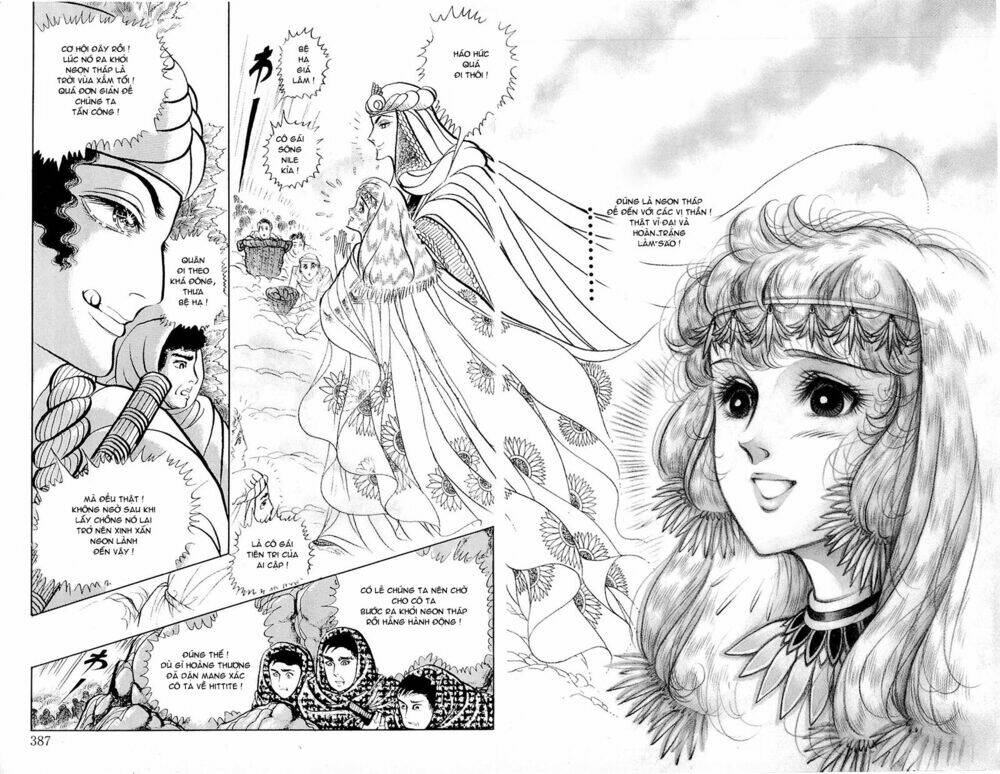 HÁO HỨC
QUÁ
ĐI THÔI !
BỆ
HẠ
GIÁ
LÂM !
CÔ GÁI
SÔNG
NILE
KÌA !
ĐÚNG LÀ NGỌN THÁP
ĐỂ ĐẾN VỚI CÁC VỊ THẦN !
THẬT VĨ ĐẠI VÀ
HOÀNH TRÁNG
LÀM SAO !
CƠ HỘI ĐÂY RỒI !
LÚC NÓ RA KHỎI
NGỌN THÁP LÀ
TRỜI VỪA SẨM TỐI !
QUÁ ĐƠN GIẢN ĐỂ
CHÚNG TA
TẤN CÔNG !
QUÂN
ĐI THEO
KHÁ ĐÔNG,
THƯA
BỆ HẠ !
MÀ ĐỀU THẬT !
KHÔNG NGỜ SAU KHI
LẤY CHỒNG NÓ LẠI
TRỞ NÊN XINH XẮN
NGON LÀNH
ĐẾN VẬY !
LÀ CÔ GÁI
TIÊN TRI CỦA
AI CẬP !
CÓ LẼ CHÚNG TA NÊN CHỜ
CHO CÔ TA
BƯỚC RA KHỎI NGỌN THÁP
RỒI HẴNG HÀNH ĐỘNG !
ĐÚNG THẾ !
DÙ GÌ HOÀNG THƯỢNG
ĐÃ DẶN MANG XÁC
CÔ TA VỀ HITTITE !
387